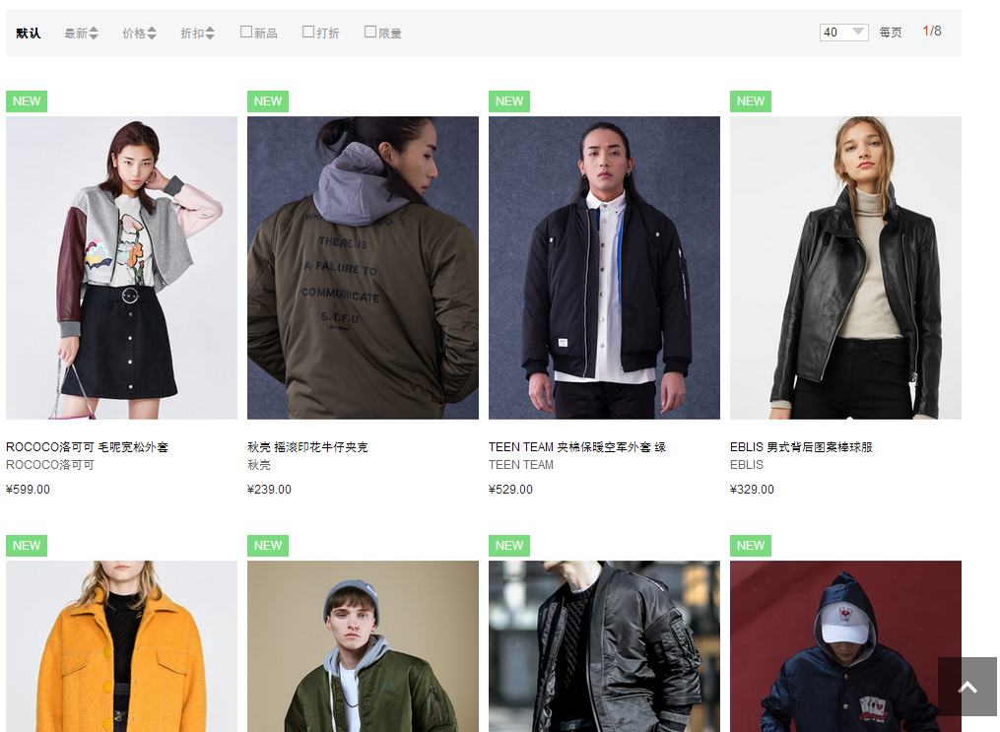 默认 最新 价格 折扣 新品 打折 限量 40 每页 1/8
NEW NEW NEW NEW
THERE IS
A FAILURE TO
COMMUNICATE
S.T.F.U
ROCOCO洛可可 毛呢宽松外套
ROCOCO洛可可
¥599.00
秋壳 摇滚印花牛仔夹克
秋壳
¥239.00
TEEN TEAM 夹棉保暖空军外套 绿
TEEN TEAM
¥529.00
EBLIS 男式背后图案棒球服
EBLIS
¥329.00
NEW NEW NEW NEW